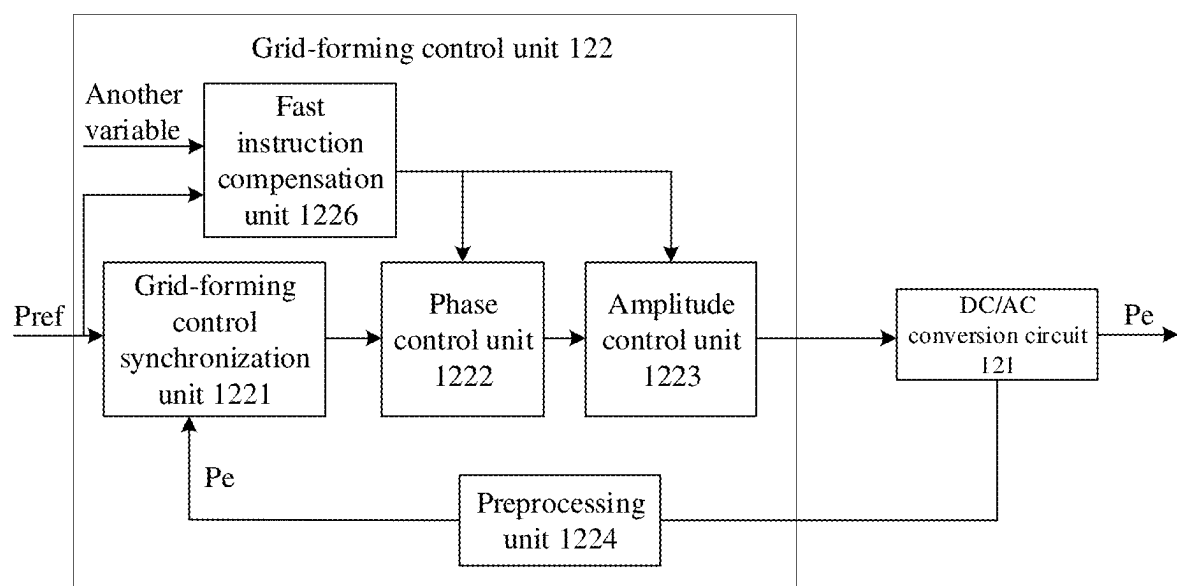 Grid-forming control unit 122
Another
variable
Fast
instruction
compensation
unit 1226
Pref
Grid-forming
control
synchronization
unit 1221
Phase
control unit
1222
Amplitude
control unit
1223
DC/AC
conversion circuit
121
Pe
Pe
Preprocessing
unit 1224